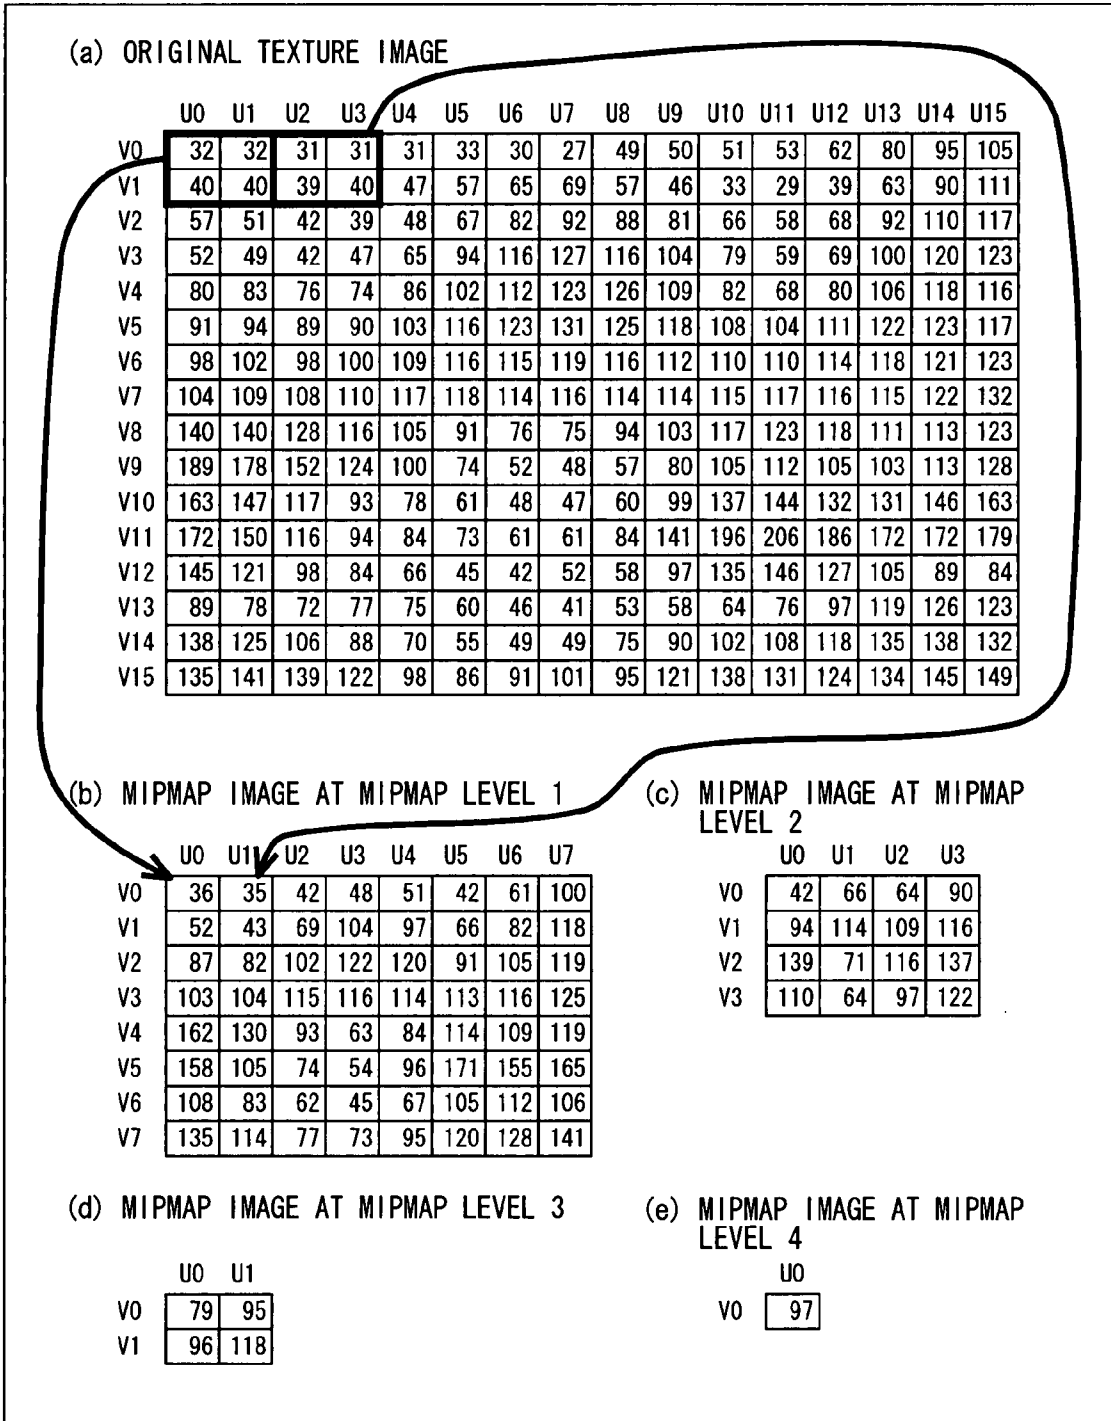 (a) ORIGINAL TEXTURE IMAGE
U0 U1 U2 U3 U4 U5 U6 U7 U8 U9 U10 U11 U12 U13 U14 U15
V0 32 32 31 31 31 33 30 27 49 50 51 53 62 80 95 105
V1 40 40 39 40 47 57 65 69 57 46 33 29 39 63 90 111
V2 57 51 42 39 48 67 82 92 88 81 66 58 68 92 110 117
V3 52 49 42 47 65 94 116 127 116 104 79 59 69 100 120 123
V4 80 83 76 74 86 102 112 123 126 109 82 68 80 106 118 116
V5 91 94 89 90 103 116 123 131 125 118 108 104 111 122 123 117
V6 98 102 98 100 109 116 115 119 116 112 110 110 114 118 121 123
V7 104 109 108 110 117 118 114 116 114 114 115 117 116 115 122 132
V8 140 140 128 116 105 91 76 75 94 103 117 123 118 111 113 123
V9 189 178 152 124 100 74 52 48 57 80 105 112 105 103 113 128
V10 163 147 117 93 78 61 48 47 60 99 137 144 132 131 146 163
V11 172 150 116 94 84 73 61 61 84 141 196 206 186 172 172 179
V12 145 121 98 84 66 45 42 52 58 97 135 146 127 105 89 84
V13 89 78 72 77 75 60 46 41 53 58 64 76 97 119 126 123
V14 138 125 106 88 70 55 49 49 75 90 102 108 118 135 138 132
V15 135 141 139 122 98 86 91 101 95 121 138 131 124 134 145 149
(b) MIPMAP IMAGE AT MIPMAP LEVEL 1
U0 U1 U2 U3 U4 U5 U6 U7
V0 36 35 42 48 51 42 61 100
V1 52 43 69 104 97 66 82 118
V2 87 82 102 122 120 91 105 119
V3 103 104 115 116 114 113 116 125
V4 162 130 93 63 84 114 109 119
V5 158 105 74 54 96 171 155 165
V6 108 83 62 45 67 105 112 106
V7 135 114 77 73 95 120 128 141
(c) MIPMAP IMAGE AT MIPMAP
LEVEL 2
U0 U1 U2 U3
V0 42 66 64 90
V1 94 114 109 116
V2 139 71 116 137
V3 110 64 97 122
(d) MIPMAP IMAGE AT MIPMAP LEVEL 3
U0 U1
V0 79 95
V1 96 118
(e) MIPMAP IMAGE AT MIPMAP
LEVEL 4
U0
V0 97